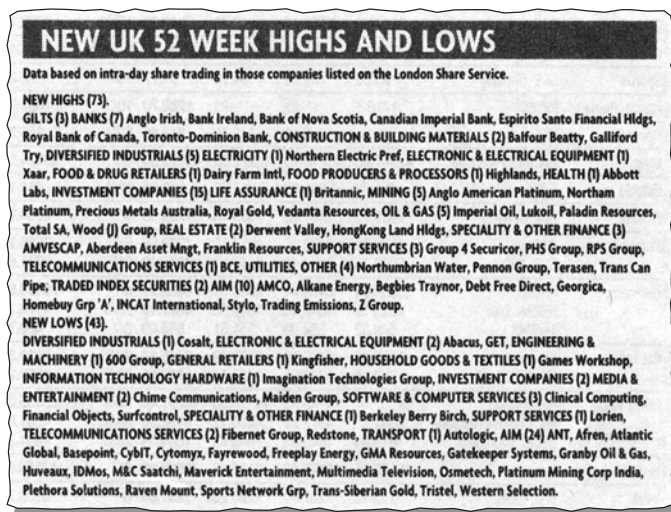 NEW UK 52 WEEK HIGHS AND LOWS
Data based on intra-day share trading in those companies listed on the London Share Service.
NEW HIGHS (73).
GILTS (3) BANKS (7) Anglo Irish, Bank Ireland, Bank of Nova Scotia, Canadian Imperial Bank, Espirito Santo Financial Hldgs,
Royal Bank of Canada, Toronto-Dominion Bank, CONSTRUCTION & BUILDING MATERIALS (2) Balfour Beatty, Galliford
Try, DIVERSIFIED INDUSTRIALS (5) ELECTRICITY (1) Northern Electric Pref, ELECTRONIC & ELECTRICAL EQUIPMENT (1)
Xaar, FOOD & DRUG RETAILERS (1) Dairy Farm Intl, FOOD PRODUCERS & PROCESSORS (1) Highlands, HEALTH (1) Abbott
Labs, INVESTMENT COMPANIES (15) LIFE ASSURANCE (1) Britannic, MINING (5) Anglo American Platinum, Northam
Platinum, Precious Metals Australia, Royal Gold, Vedanta Resources, OIL & GAS (5) Imperial Oil, Lukoil, Paladin Resources,
Total SA, Wood (J) Group, REAL ESTATE (2) Derwent Valley, HongKong Land Hldgs, SPECIALITY & OTHER FINANCE (3)
AMVESCAP, Aberdeen Asset Mngt, Franklin Resources, SUPPORT SERVICES (3) Group 4 Securicor, PHS Group, RPS Group,
TELECOMMUNICATIONS SERVICES (1) BCE, UTILITIES, OTHER (4) Northumbrian Water, Pennon Group, Terasen, Trans Can
Pipe, TRADED INDEX SECURITIES (2) AIM (10) AMCO, Alkane Energy, Begbies Traynor, Debt Free Direct, Georgica,
Homebuy Grp 'A', INCAT International, Stylo, Trading Emissions, Z Group.
NEW LOWS (43).
DIVERSIFIED INDUSTRIALS (1) Cosalt, ELECTRONIC & ELECTRICAL EQUIPMENT (2) Abacus, GET, ENGINEERING &
MACHINERY (1) 600 Group, GENERAL RETAILERS (1) Kingfisher, HOUSEHOLD GOODS & TEXTILES (1) Games Workshop,
INFORMATION TECHNOLOGY HARDWARE (1) Imagination Technologies Group, INVESTMENT COMPANIES (2) MEDIA &
ENTERTAINMENT (2) Chime Communications, Maiden Group, SOFTWARE & COMPUTER SERVICES (3) Clinical Computing,
Financial Objects, Surfcontrol, SPECIALITY & OTHER FINANCE (1) Berkeley Berry Birch, SUPPORT SERVICES (1) Lorien,
TELECOMMUNICATIONS SERVICES (2) Fibernet Group, Redstone, TRANSPORT (1) Autologic, AIM (24) ANT, Afren, Atlantic
Global, Basepoint, CybIT, Cytomyx, Fayrewood, Freeplay Energy, GMA Resources, Gatekeeper Systems, Granby Oil & Gas,
Huveaux, IDMos, M&C Saatchi, Maverick Entertainment, Multimedia Television, Osmetech, Platinum Mining Corp India,
Plethora Solutions, Raven Mount, Sports Network Grp, Trans-Siberian Gold, Tristel, Western Selection.